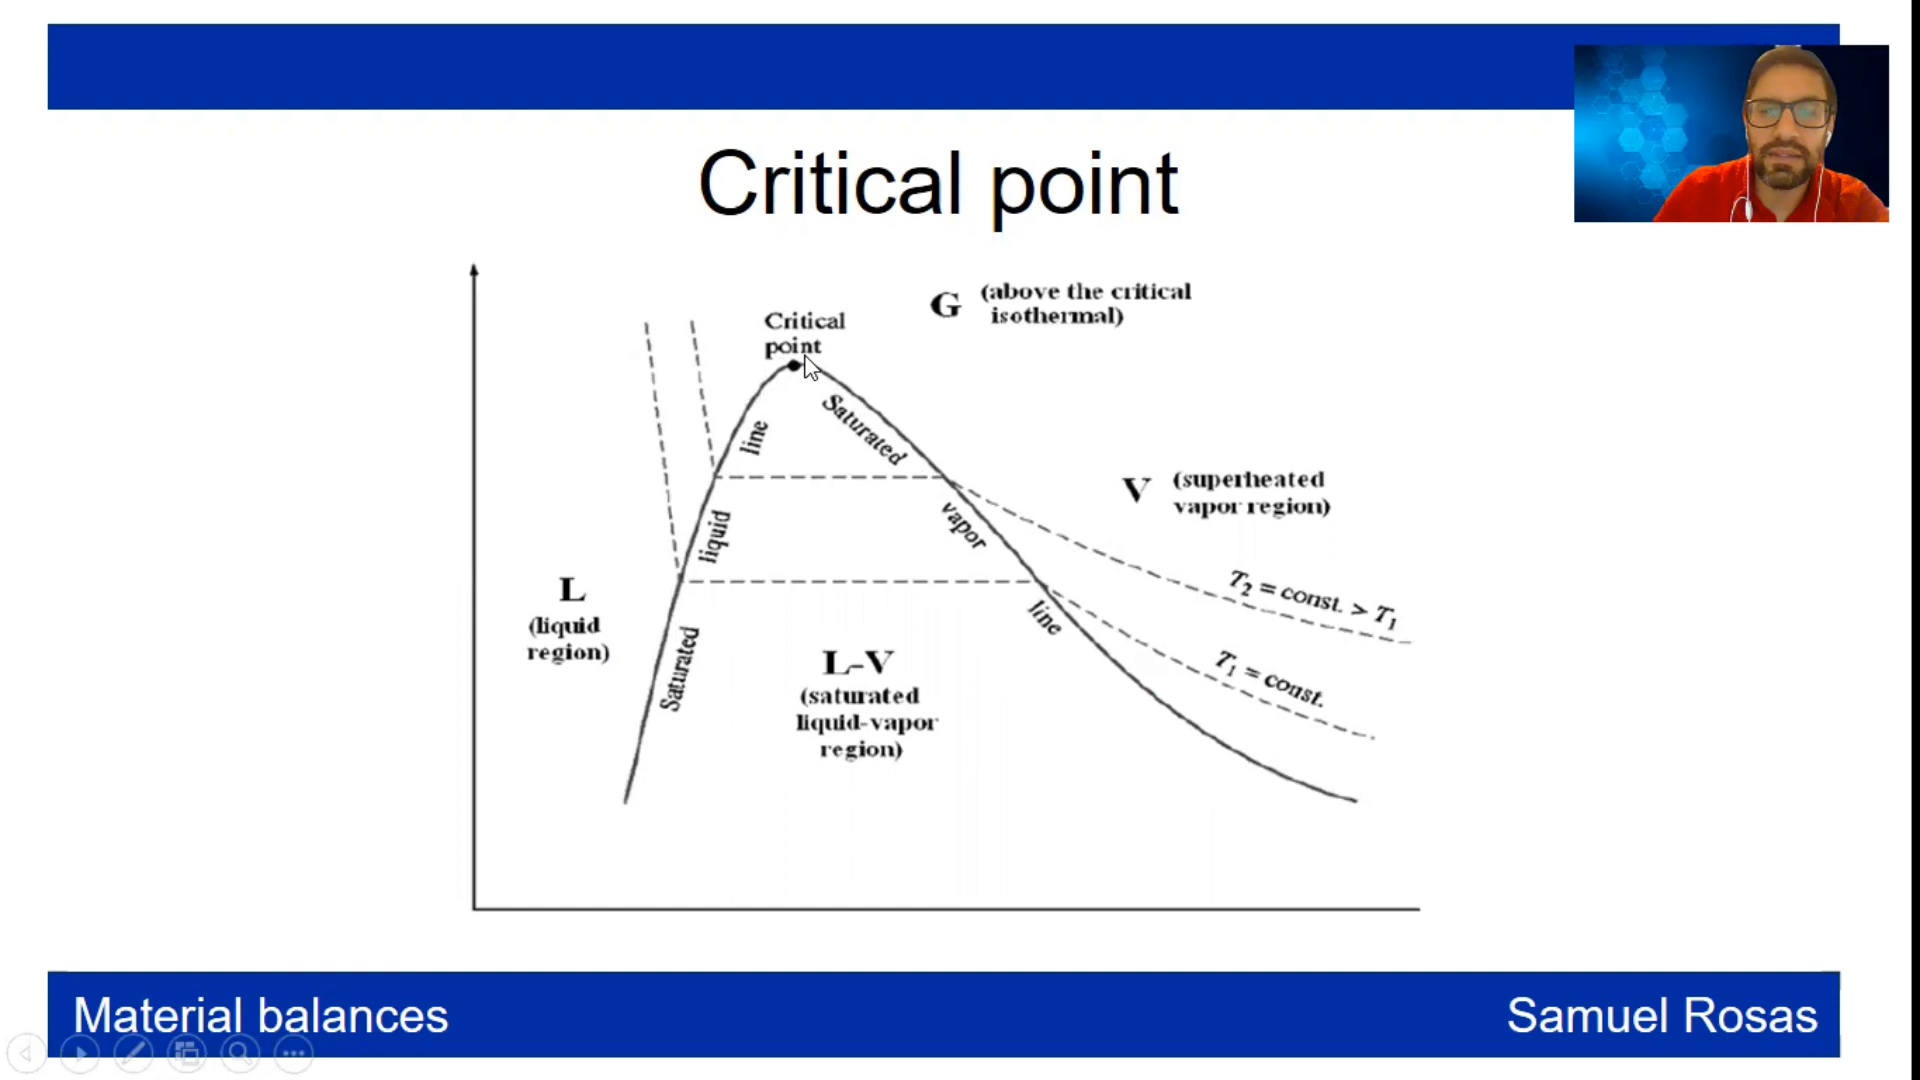 Critical point
G (above the critical
isothermal)
Critical
point
Saturated
vapor
line
Saturated
liquid
line
V (superheated
vapor region)
T₂ = const. > T₁
T₁ = const.
L
(liquid
region)
L–V
(saturated
liquid-vapor
region)
Material balances
Samuel Rosas